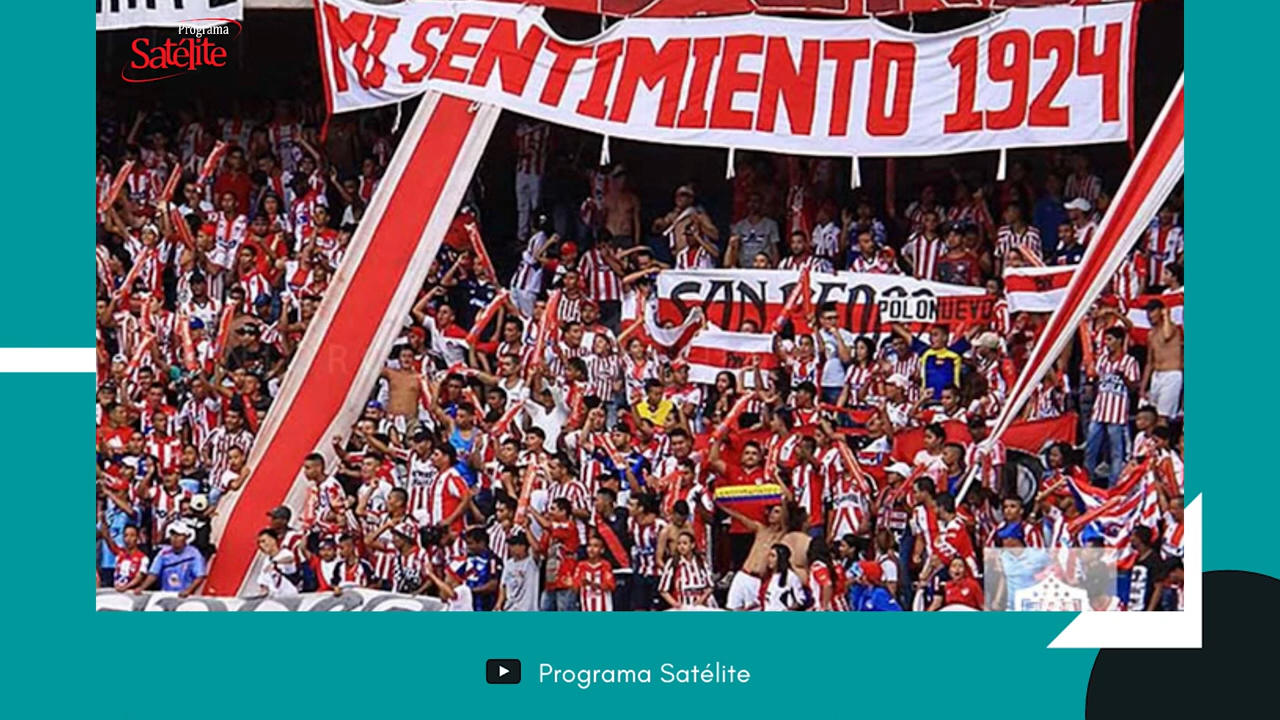 Programa
Satélite
MI SENTIMIENTO 1924
SAN
POLONUEVO
Programa Satélite